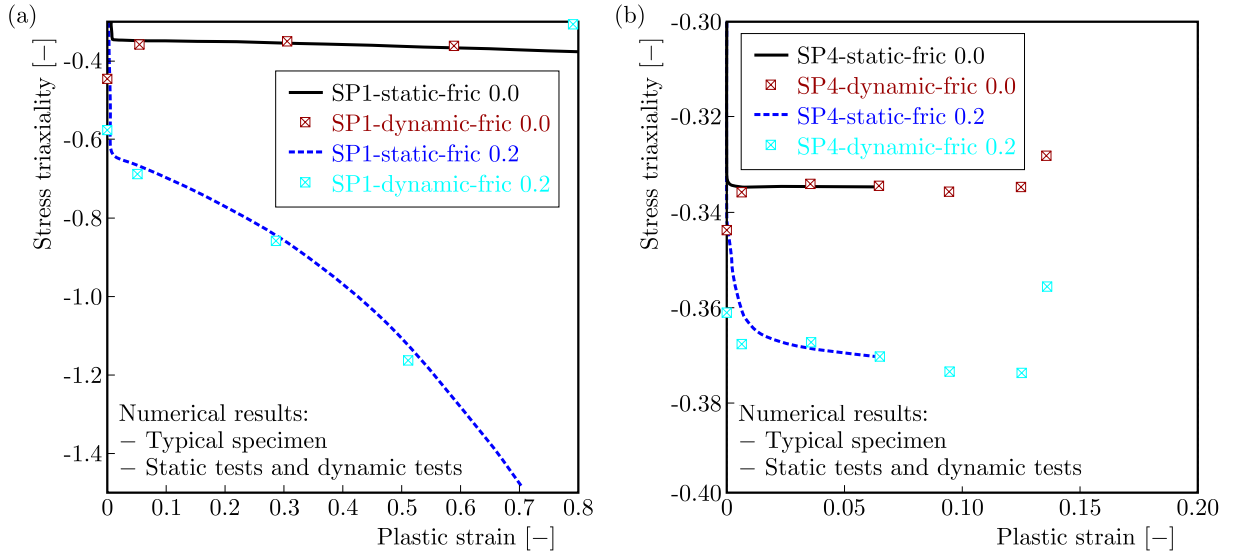 (a)
Stress triaxiality [−]
-0.4
-0.6
-0.8
-1.0
-1.2
-1.4
SP1-static-fric 0.0
SP1-dynamic-fric 0.0
SP1-static-fric 0.2
SP1-dynamic-fric 0.2
Numerical results:
− Typical specimen
− Static tests and dynamic tests
0 0.1 0.2 0.3 0.4 0.5 0.6 0.7 0.8
Plastic strain [−]
(b)
Stress triaxiality [−]
-0.30
-0.32
-0.34
-0.36
-0.38
-0.40
SP4-static-fric 0.0
SP4-dynamic-fric 0.0
SP4-static-fric 0.2
SP4-dynamic-fric 0.2
Numerical results:
− Typical specimen
− Static tests and dynamic tests
0 0.05 0.10 0.15 0.20
Plastic strain [−]